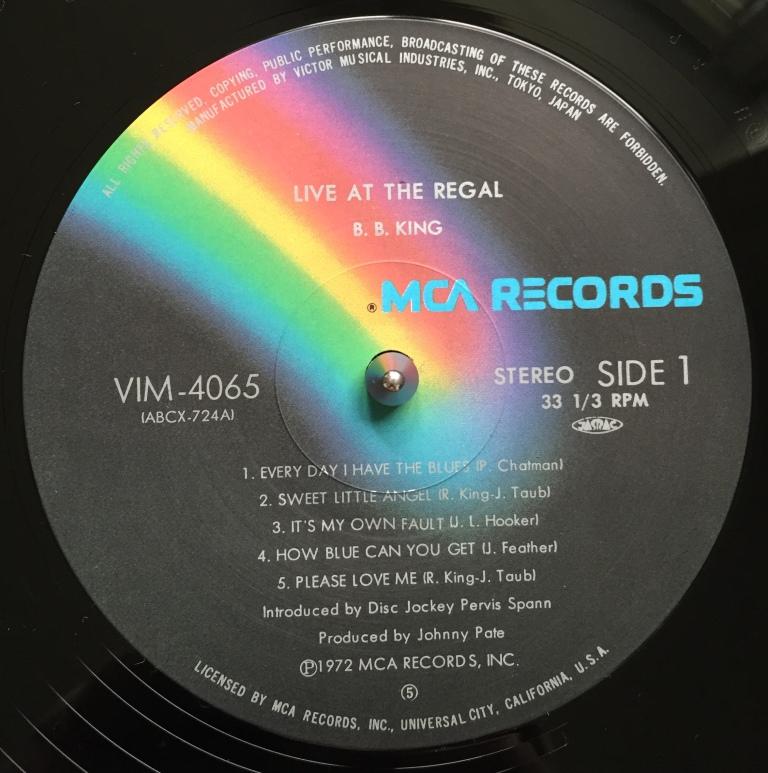 ALL RIGHTS RESERVED. COPYING, PUBLIC PERFORMANCE, BROADCASTING OF THESE RECORDS ARE FORBIDDEN.
MANUFACTURED BY VICTOR MUSICAL INDUSTRIES, INC., TOKYO, JAPAN
LIVE AT THE REGAL
B. B. KING
® MCA RECORDS
VIM-4065
(ABCX-724A)
STEREO SIDE 1
33 1/3 RPM
JASRAC
1. EVERY DAY I HAVE THE BLUES (P. Chatman)
2. SWEET LITTLE ANGEL (R. King-J. Taub)
3. IT'S MY OWN FAULT (J. L. Hooker)
4. HOW BLUE CAN YOU GET (J. Feather)
5. PLEASE LOVE ME (R. King-J. Taub)
Introduced by Disc Jockey Pervis Spann
Produced by Johnny Pate
Ⓟ1972 MCA RECORDS, INC.
⑤
LICENSED BY MCA RECORDS, INC., UNIVERSAL CITY, CALIFORNIA, U.S.A.